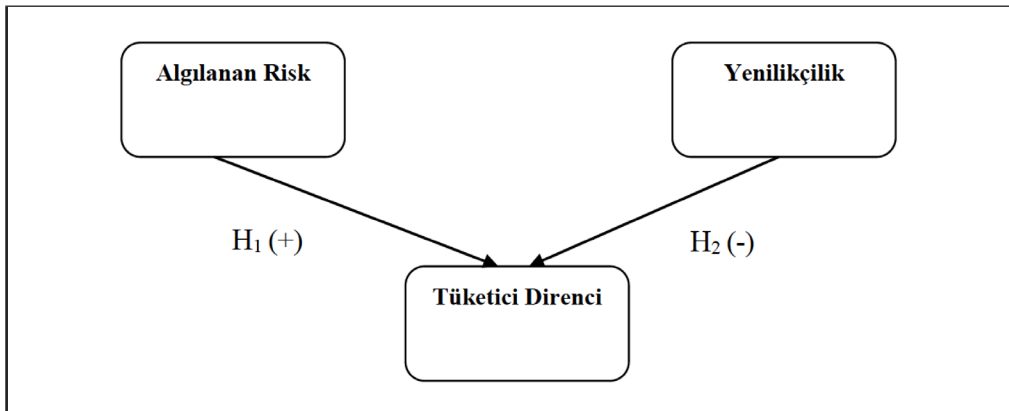 Algılanan Risk
Yenilikçilik
H₁ (+)
H₂ (-)
Tüketici Direnci